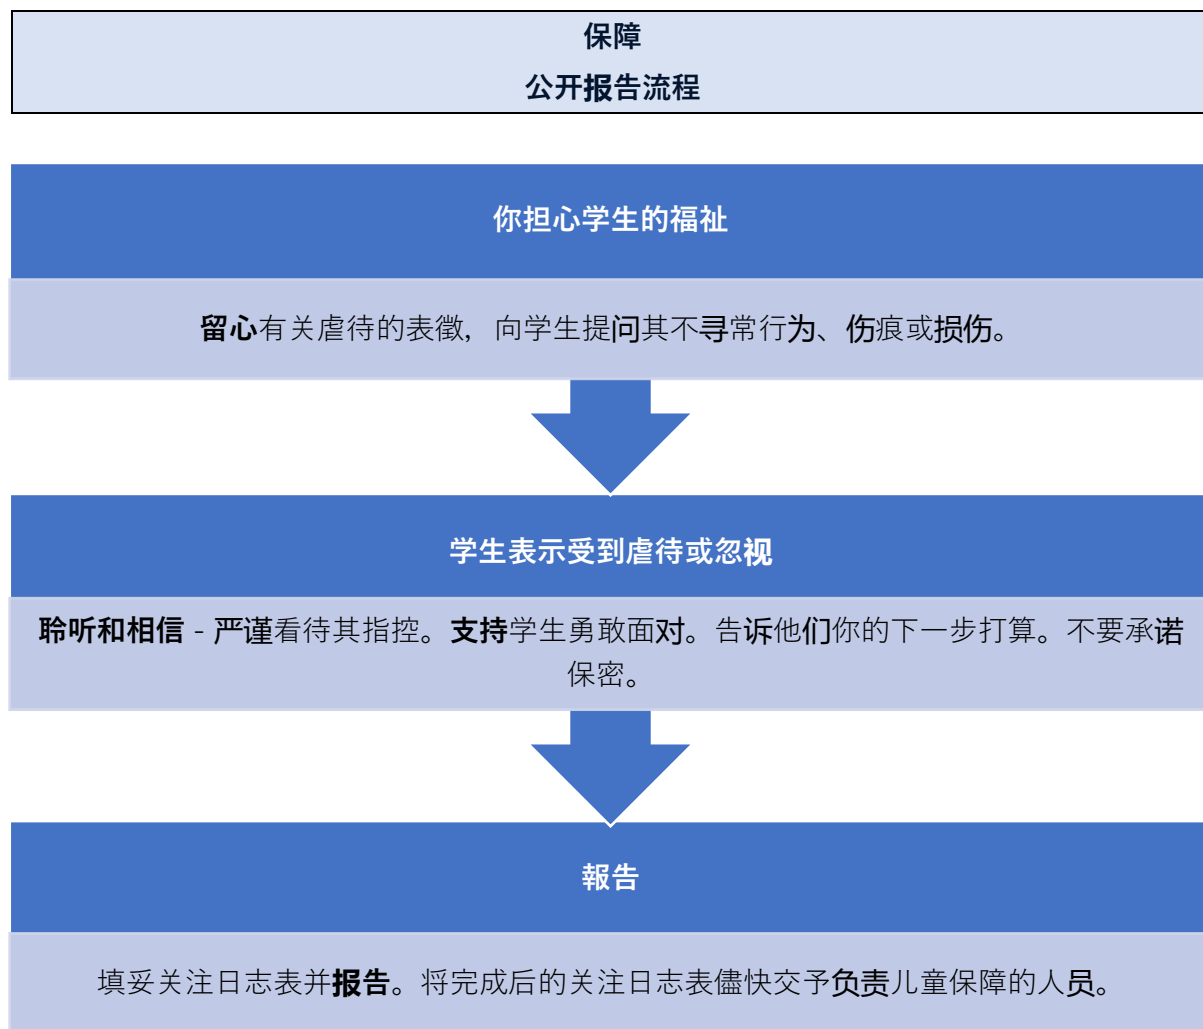 保障
公开报告流程
你担心学生的福祉
留心有关虐待的表徵，向学生提问其不寻常行为、伤痕或损伤。
学生表示受到虐待或忽视
聆听和相信 - 严谨看待其指控。支持学生勇敢面对。告诉他们你的下一步打算。不要承诺
保密。
報告
填妥关注日志表并报告。将完成后的关注日志表儘快交予负责儿童保障的人员。